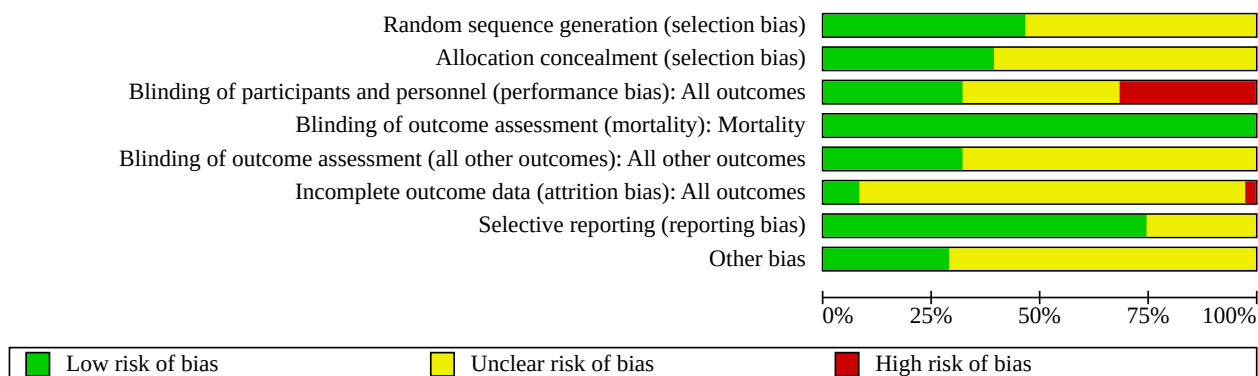 Random sequence generation (selection bias)
Allocation concealment (selection bias)
Blinding of participants and personnel (performance bias): All outcomes
Blinding of outcome assessment (mortality): Mortality
Blinding of outcome assessment (all other outcomes): All other outcomes
Incomplete outcome data (attrition bias): All outcomes
Selective reporting (reporting bias)
Other bias
0% 25% 50% 75% 100%
Low risk of bias Unclear risk of bias High risk of bias